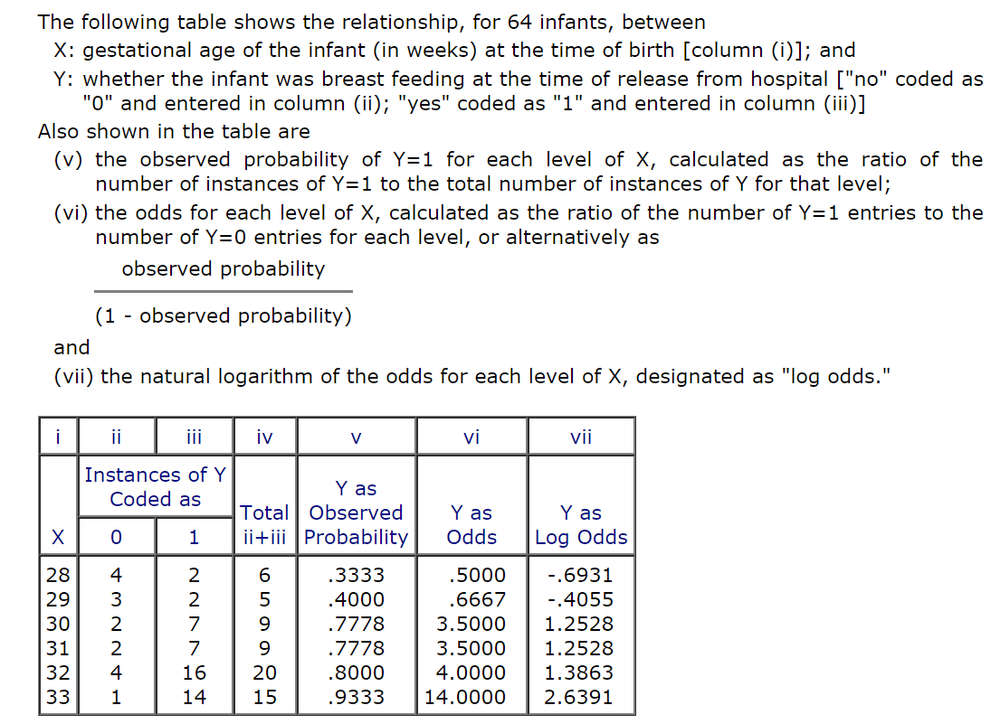 The following table shows the relationship, for 64 infants, between
X: gestational age of the infant (in weeks) at the time of birth [column (i)]; and
Y: whether the infant was breast feeding at the time of release from hospital ["no" coded as
"0" and entered in column (ii); "yes" coded as "1" and entered in column (iii)]
Also shown in the table are
(v) the observed probability of Y=1 for each level of X, calculated as the ratio of the
number of instances of Y=1 to the total number of instances of Y for that level;
(vi) the odds for each level of X, calculated as the ratio of the number of Y=1 entries to the
number of Y=0 entries for each level, or alternatively as
observed probability
(1 - observed probability)
and
(vii) the natural logarithm of the odds for each level of X, designated as "log odds."
i ii iii iv v vi vii
Instances of Y
Coded as
Y as
Total Observed Y as Y as
X 0 1 ii+iii Probability Odds Log Odds
28 4 2 6 .3333 .5000 -.6931
29 3 2 5 .4000 .6667 -.4055
30 2 7 9 .7778 3.5000 1.2528
31 2 7 9 .7778 3.5000 1.2528
32 4 16 20 .8000 4.0000 1.3863
33 1 14 15 .9333 14.0000 2.6391